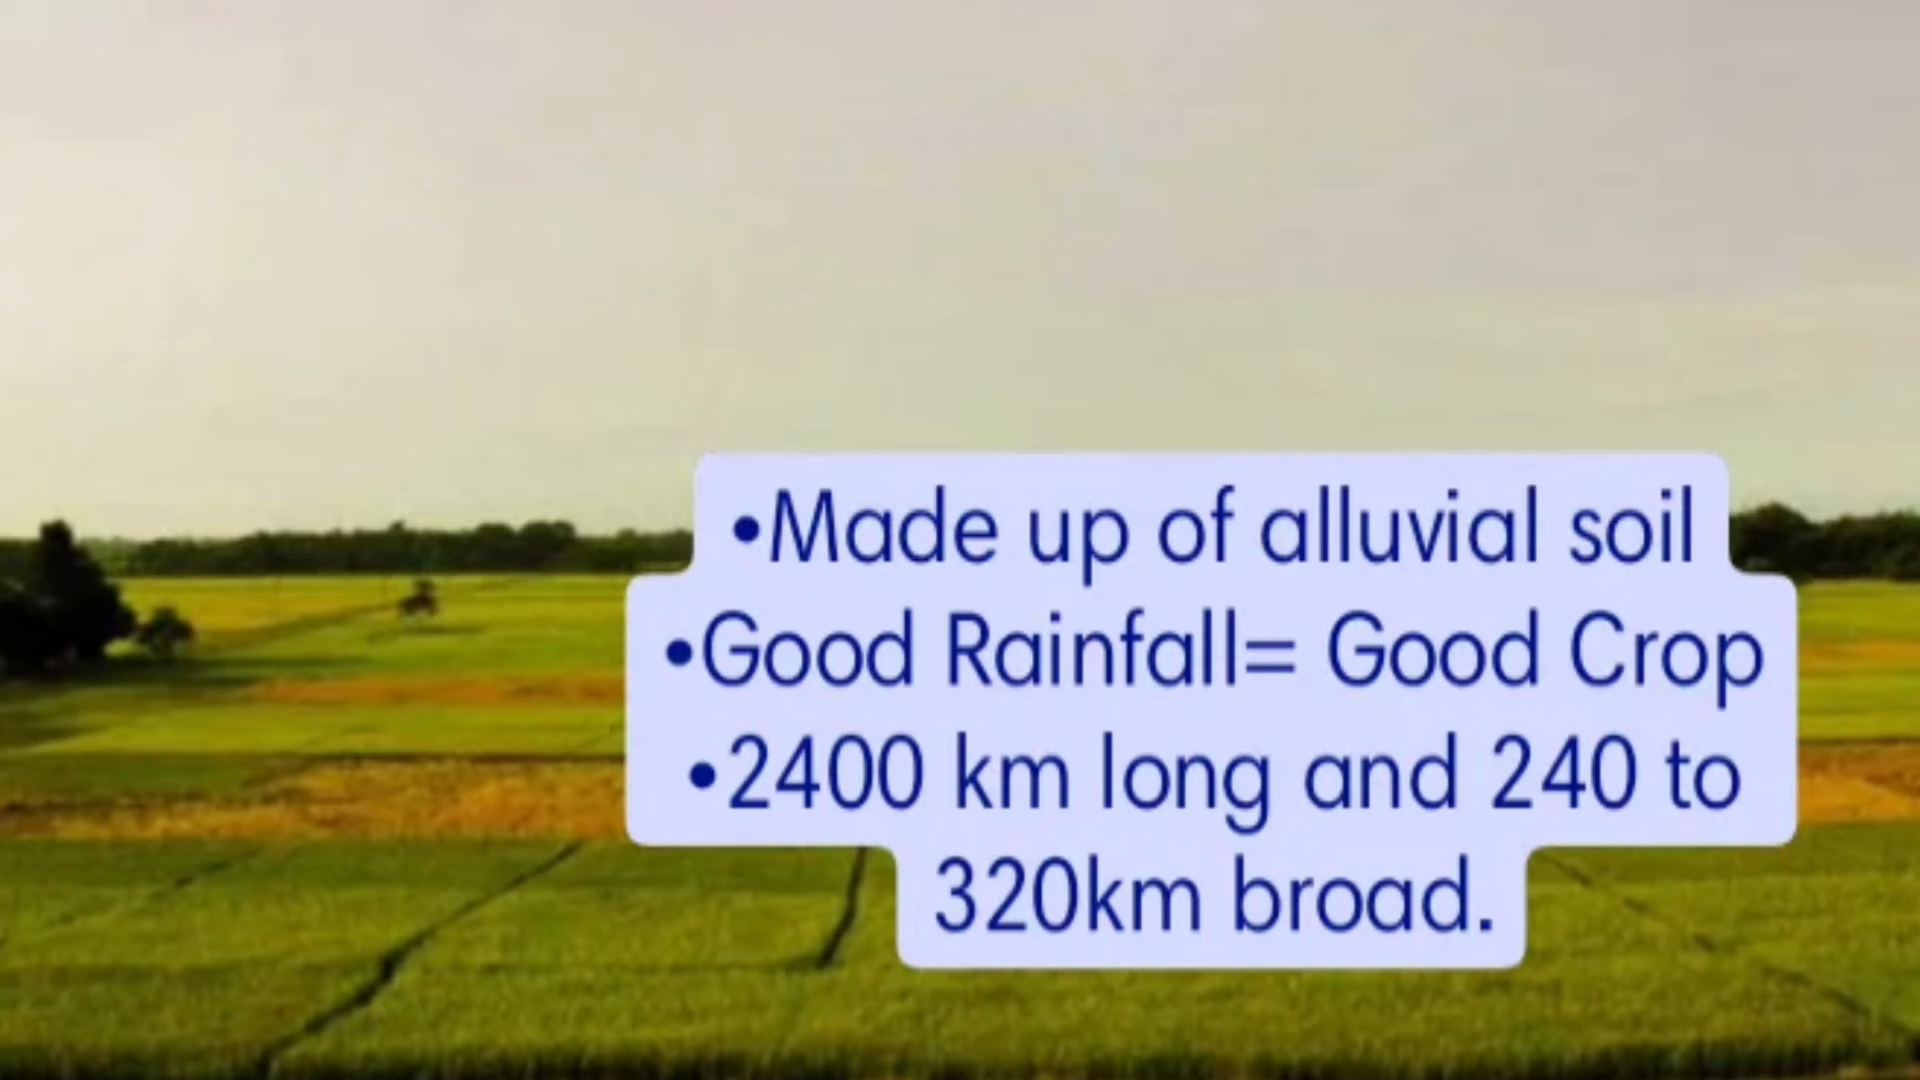 •Made up of alluvial soil
•Good Rainfall= Good Crop
•2400 km long and 240 to
320km broad.